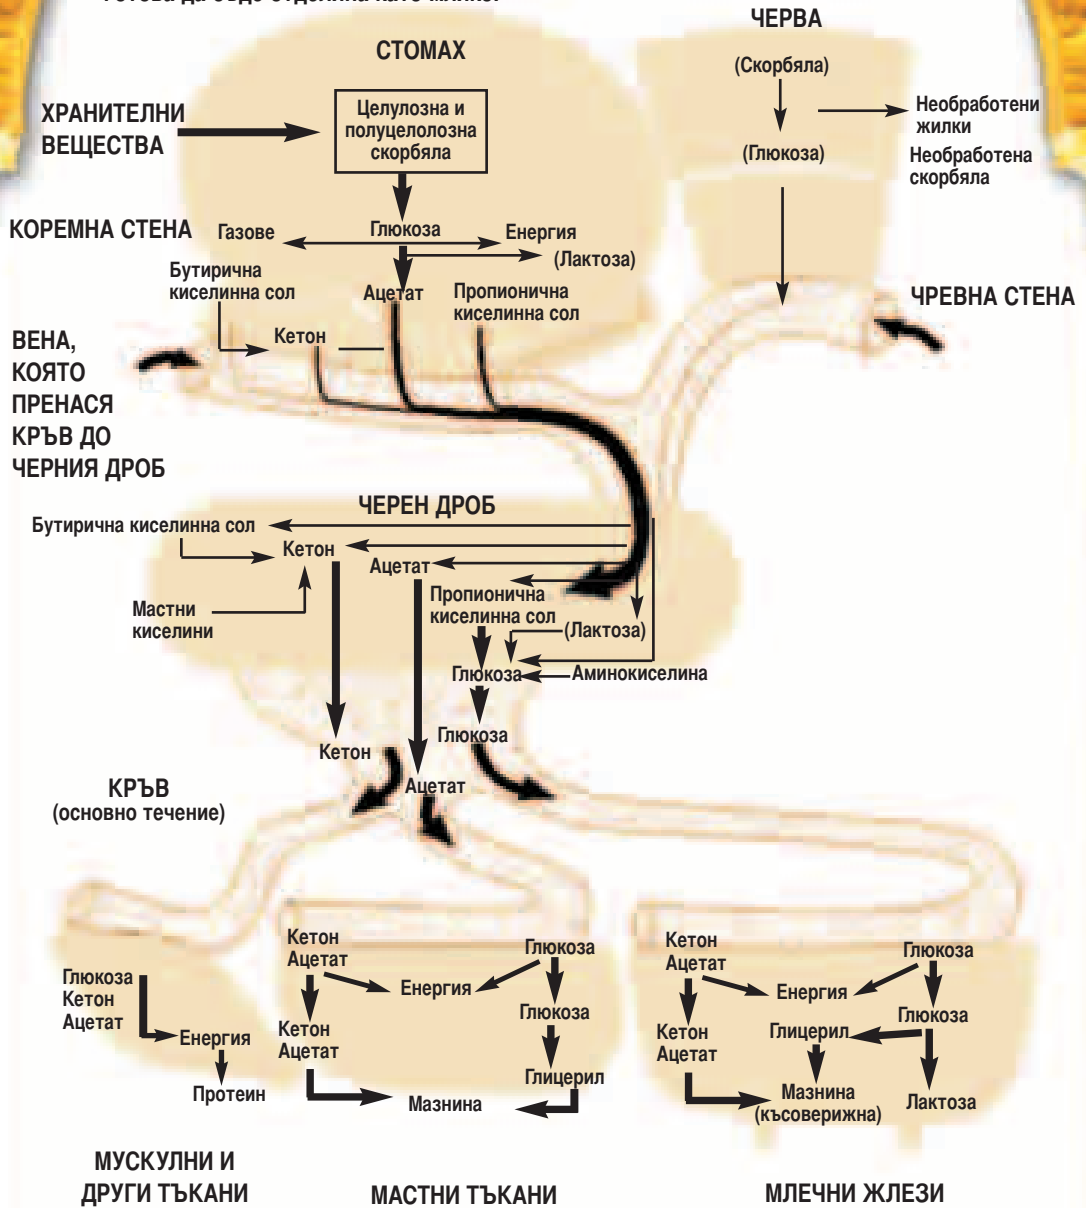 ЧЕРВА
СТОМАХ
(Скорбяла)
ХРАНИТЕЛНИ
ВЕЩЕСТВА
Целулозна и
полуцелолозна
скорбяла
Необработени
жилки
(Глюкоза)
Необработена
скорбяла
КОРЕМНА СТЕНА
Газове
Глюкоза
Енергия
(Лактоза)
Бутирична
киселинна сол
Ацетат
Пропионична
киселинна сол
ЧРЕВНА СТЕНА
Кетон
ВЕНА,
КОЯТО
ПРЕНАСЯ
КРЪВ ДО
ЧЕРНИЯ ДРОБ
ЧЕРЕН ДРОБ
Бутирична киселинна сол
Кетон
Ацетат
Пропионична
киселинна сол
Мастни
киселини
(Лактоза)
Глюкоза
Аминокиселина
Глюкоза
Кетон
Ацетат
КРЪВ
(основно течение)
Глюкоза
Кетон
Ацетат
Енергия
Протеин
МУСКУЛНИ И
ДРУГИ ТЪКАНИ
Кетон
Ацетат
Глюкоза
Енергия
Глюкоза
Кетон
Ацетат
Глицерил
Мазнина
МАСТНИ ТЪКАНИ
Кетон
Ацетат
Глюкоза
Енергия
Глюкоза
Кетон
Ацетат
Глицерил
Мазнина
(късоверижна)
Лактоза
МЛЕЧНИ ЖЛЕЗИ